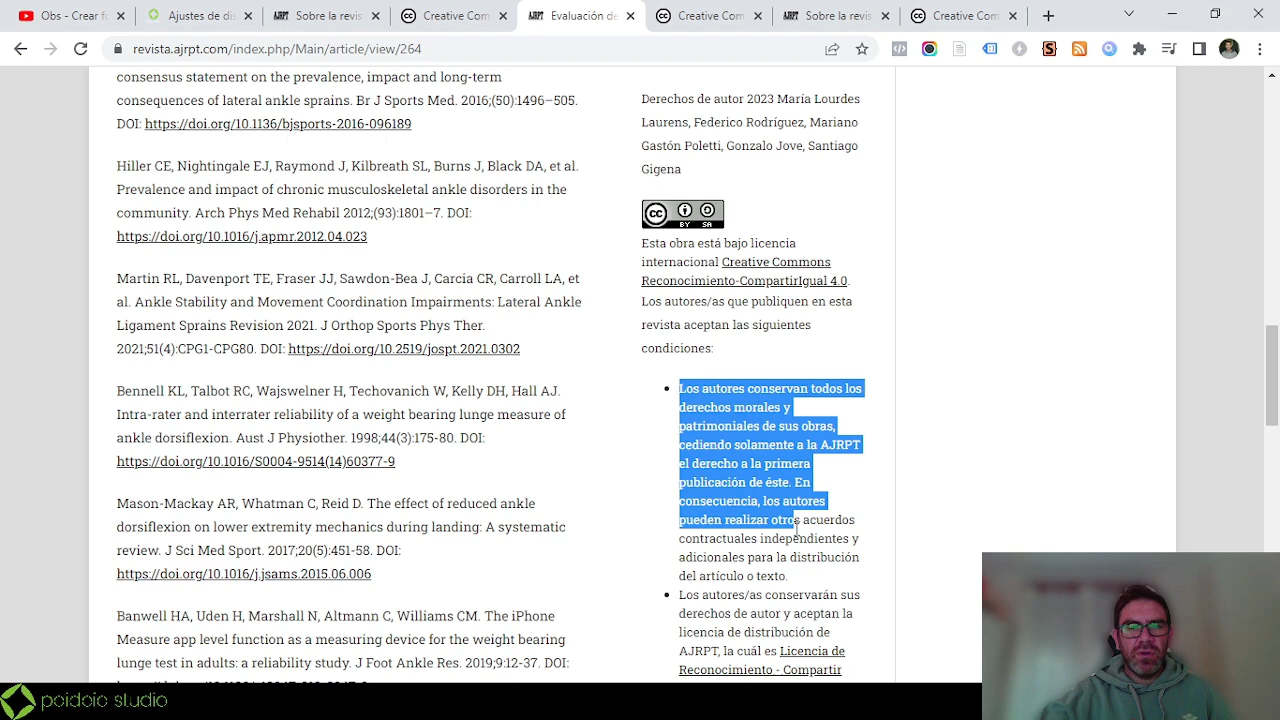 Obs - Crear fo
Ajustes de dis
AJRPT
Sobre la revis
Creative Com
AJRPT
Evaluación de
Creative Com
AJRPT
Sobre la revis
Creative Com
revista.ajrpt.com/index.php/Main/article/view/264
consensus statement on the prevalence, impact and long-term
consequences of lateral ankle sprains. Br J Sports Med. 2016;(50):1496–505.
DOI: https://doi.org/10.1136/bjsports-2016-096189
Hiller CE, Nightingale EJ, Raymond J, Kilbreath SL, Burns J, Black DA, et al.
Prevalence and impact of chronic musculoskeletal ankle disorders in the
community. Arch Phys Med Rehabil 2012;(93):1801–7. DOI:
https://doi.org/10.1016/j.apmr.2012.04.023
Martin RL, Davenport TE, Fraser JJ, Sawdon-Bea J, Carcia CR, Carroll LA, et
al. Ankle Stability and Movement Coordination Impairments: Lateral Ankle
Ligament Sprains Revision 2021. J Orthop Sports Phys Ther.
2021;51(4):CPG1-CPG80. DOI: https://doi.org/10.2519/jospt.2021.0302
Bennell KL, Talbot RC, Wajswelner H, Techovanich W, Kelly DH, Hall AJ.
Intra-rater and interrater reliability of a weight bearing lunge measure of
ankle dorsiflexion. Aust J Physiother. 1998;44(3):175-80. DOI:
https://doi.org/10.1016/S0004-9514(14)60377-9
Mason-Mackay AR, Whatman C, Reid D. The effect of reduced ankle
dorsiflexion on lower extremity mechanics during landing: A systematic
review. J Sci Med Sport. 2017;20(5):451-58. DOI:
https://doi.org/10.1016/j.jsams.2015.06.006
Banwell HA, Uden H, Marshall N, Altmann C, Williams CM. The iPhone
Measure app level function as a measuring device for the weight bearing
lunge test in adults: a reliability study. J Foot Ankle Res. 2019;9:12-37. DOI:
Derechos de autor 2023 María Lourdes
Laurens, Federico Rodríguez, Mariano
Gastón Poletti, Gonzalo Jove, Santiago
Gigena
cc BY SA
Esta obra está bajo licencia
internacional Creative Commons
Reconocimiento-CompartirIgual 4.0.
Los autores/as que publiquen en esta
revista aceptan las siguientes
condiciones:
Los autores conservan todos los
derechos morales y
patrimoniales de sus obras,
cediendo solamente a la AJRPT
el derecho a la primera
publicación de éste. En
consecuencia, los autores
pueden realizar otros acuerdos
contractuales independientes y
adicionales para la distribución
del artículo o texto.
Los autores/as conservarán sus
derechos de autor y aceptan la
licencia de distribución de
AJRPT, la cuál es Licencia de
Reconocimiento - Compartir
poidoio studio